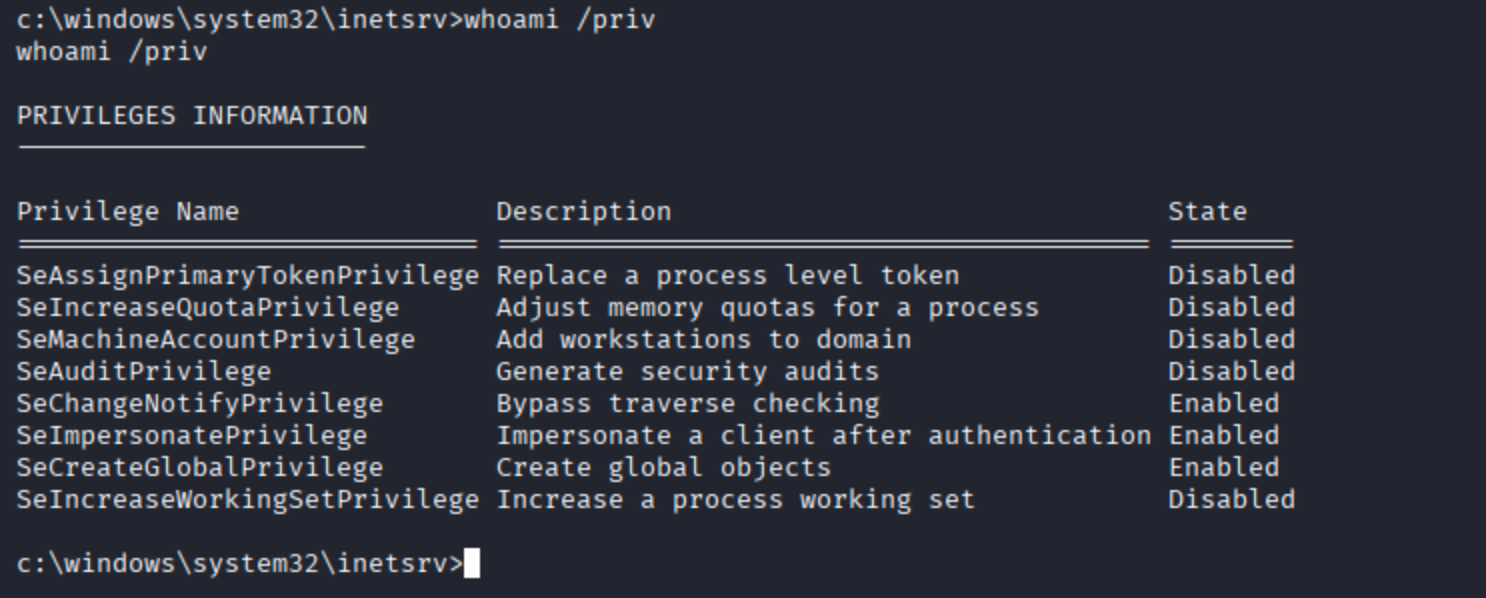 c:\windows\system32\inetsrv>whoami /priv
whoami /priv
PRIVILEGES INFORMATION
Privilege Name Description State
SeAssignPrimaryTokenPrivilege Replace a process level token Disabled
SeIncreaseQuotaPrivilege Adjust memory quotas for a process Disabled
SeMachineAccountPrivilege Add workstations to domain Disabled
SeAuditPrivilege Generate security audits Disabled
SeChangeNotifyPrivilege Bypass traverse checking Enabled
SeImpersonatePrivilege Impersonate a client after authentication Enabled
SeCreateGlobalPrivilege Create global objects Enabled
SeIncreaseWorkingSetPrivilege Increase a process working set Disabled
c:\windows\system32\inetsrv>